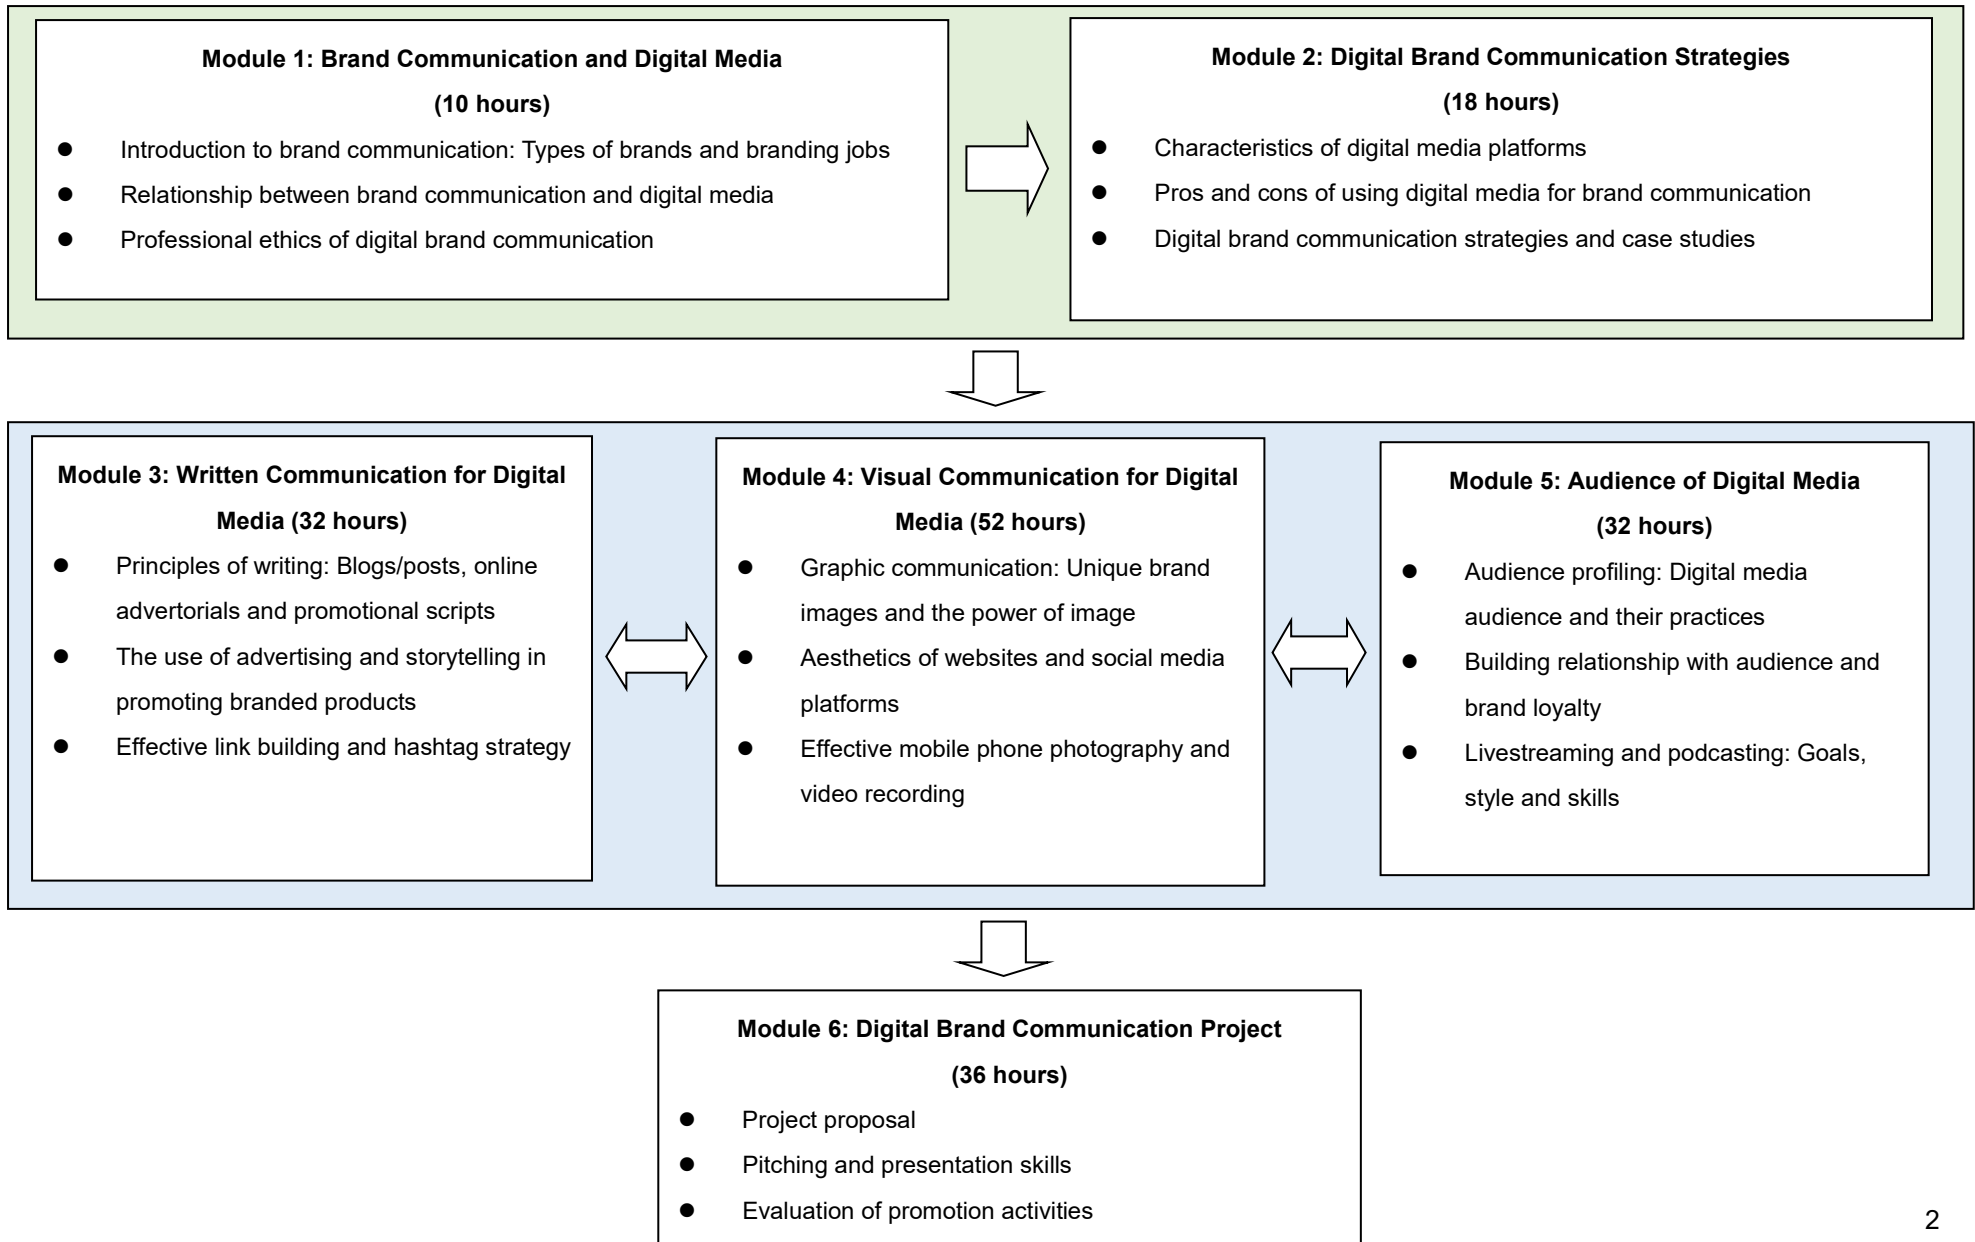 Module 1: Brand Communication and Digital Media
(10 hours)
● Introduction to brand communication: Types of brands and branding jobs
● Relationship between brand communication and digital media
● Professional ethics of digital brand communication
Module 2: Digital Brand Communication Strategies
(18 hours)
● Characteristics of digital media platforms
● Pros and cons of using digital media for brand communication
● Digital brand communication strategies and case studies
Module 3: Written Communication for Digital
Media (32 hours)
● Principles of writing: Blogs/posts, online
advertorials and promotional scripts
● The use of advertising and storytelling in
promoting branded products
● Effective link building and hashtag strategy
Module 4: Visual Communication for Digital
Media (52 hours)
● Graphic communication: Unique brand
images and the power of image
● Aesthetics of websites and social media
platforms
● Effective mobile phone photography and
video recording
Module 5: Audience of Digital Media
(32 hours)
● Audience profiling: Digital media
audience and their practices
● Building relationship with audience and
brand loyalty
● Livestreaming and podcasting: Goals,
style and skills
Module 6: Digital Brand Communication Project
(36 hours)
● Project proposal
● Pitching and presentation skills
● Evaluation of promotion activities
2